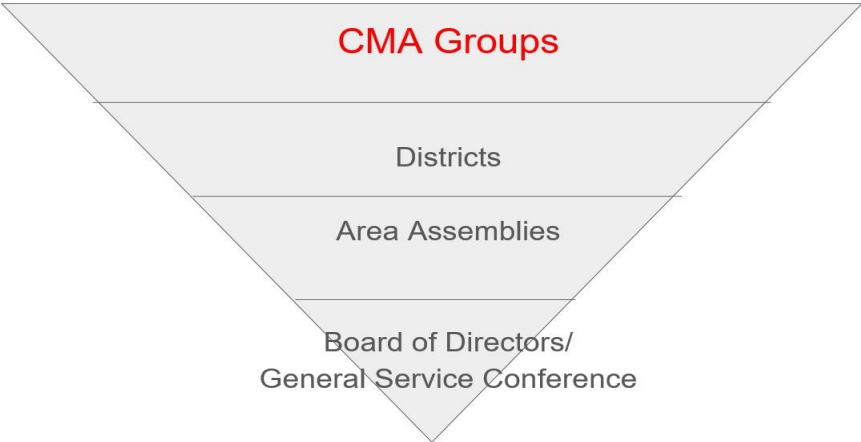 CMA Groups
Districts
Area Assemblies
Board of Directors/
General Service Conference